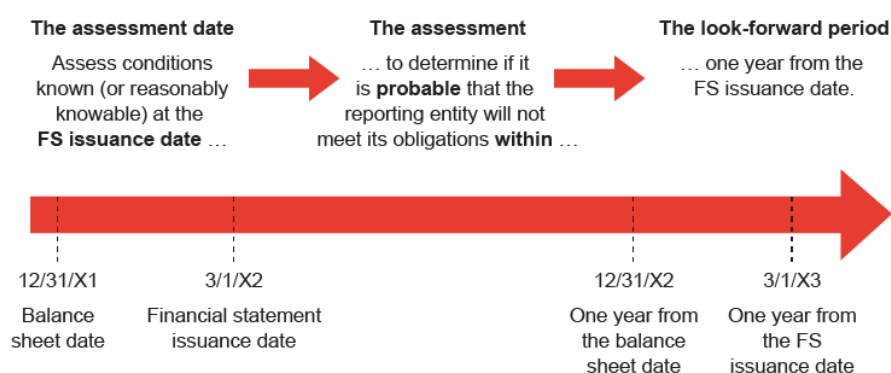 The assessment date
Assess conditions
known (or reasonably
knowable) at the
FS issuance date …
The assessment
… to determine if it
is probable that the
reporting entity will not
meet its obligations within …
The look-forward period
… one year from the
FS issuance date.
12/31/X1
Balance
sheet date
3/1/X2
Financial statement
issuance date
12/31/X2
One year from
the balance
sheet date
3/1/X3
One year from
the FS
issuance date